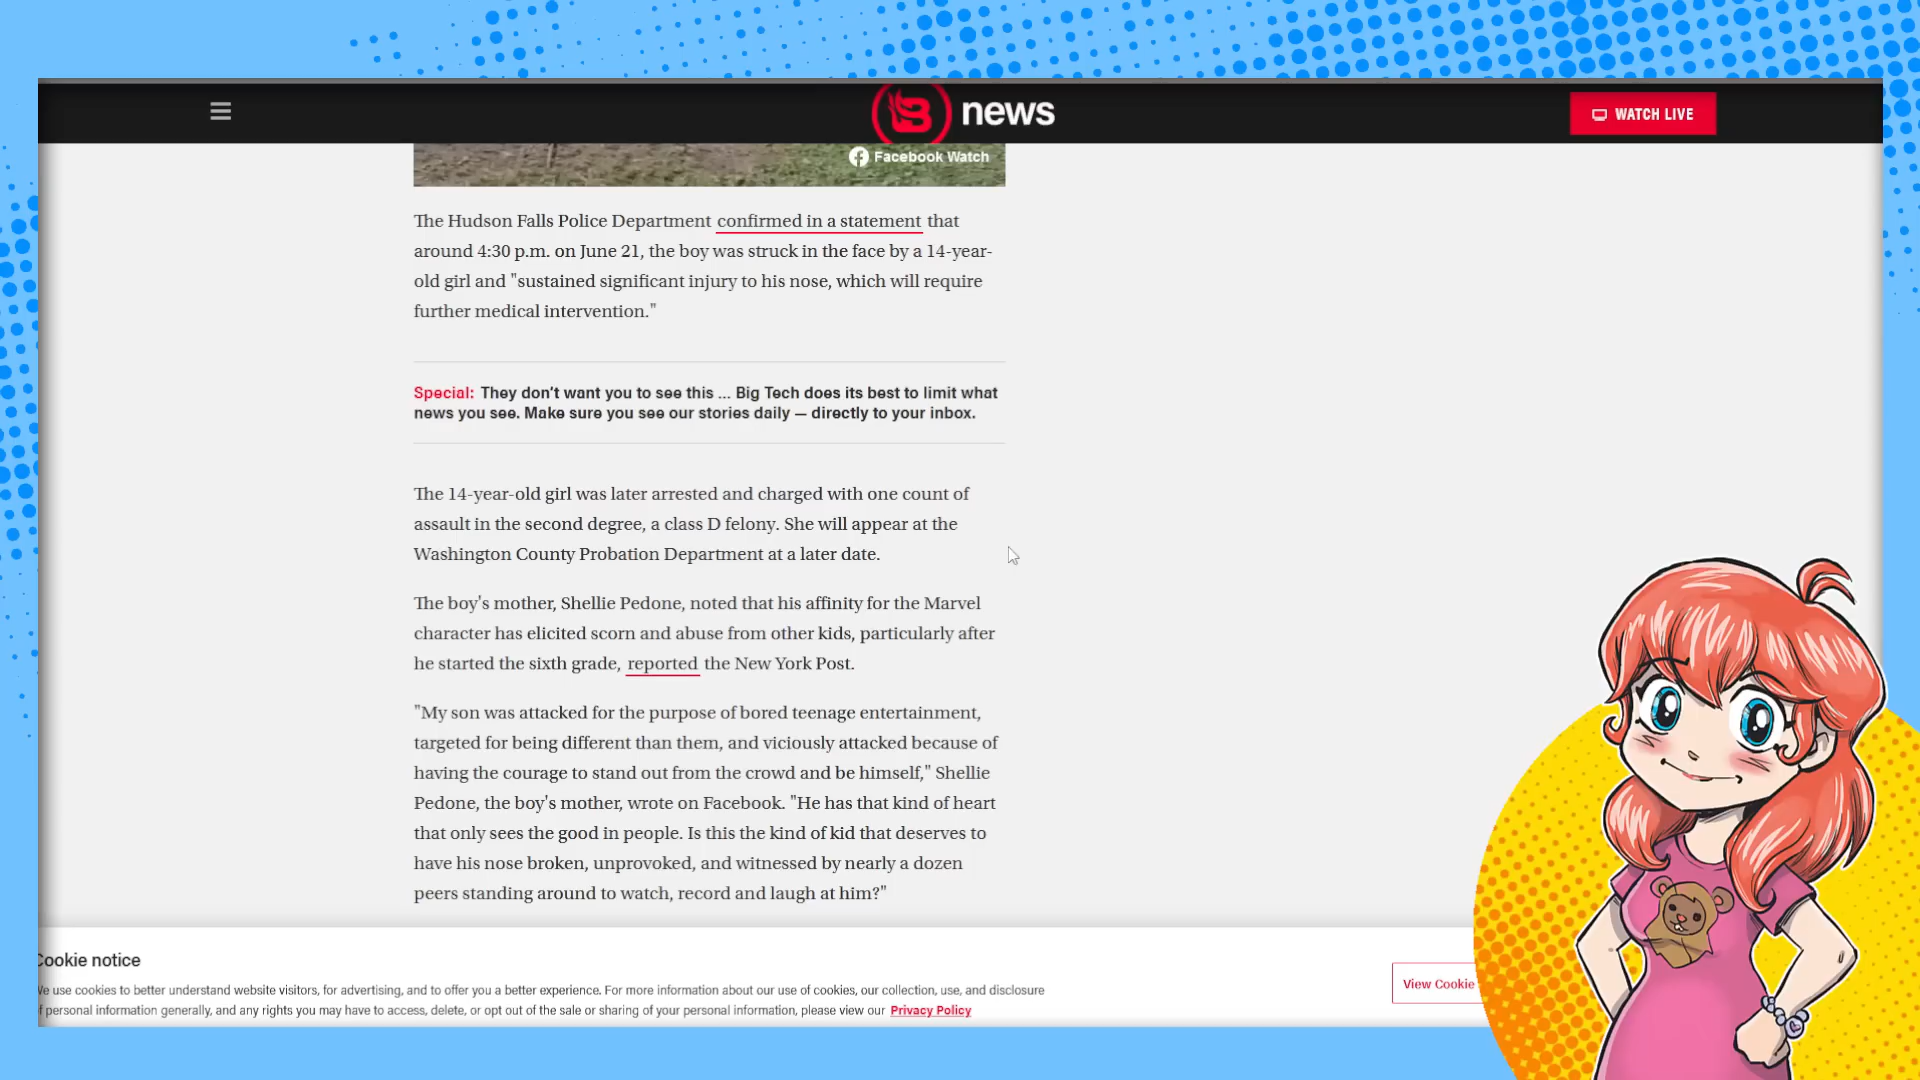 news
WATCH LIVE
Facebook Watch
The Hudson Falls Police Department confirmed in a statement that
around 4:30 p.m. on June 21, the boy was struck in the face by a 14-year-
old girl and "sustained significant injury to his nose, which will require
further medical intervention."
Special: They don't want you to see this ... Big Tech does its best to limit what
news you see. Make sure you see our stories daily — directly to your inbox.
The 14-year-old girl was later arrested and charged with one count of
assault in the second degree, a class D felony. She will appear at the
Washington County Probation Department at a later date.
The boy's mother, Shellie Pedone, noted that his affinity for the Marvel
character has elicited scorn and abuse from other kids, particularly after
he started the sixth grade, reported the New York Post.
"My son was attacked for the purpose of bored teenage entertainment,
targeted for being different than them, and viciously attacked because of
having the courage to stand out from the crowd and be himself," Shellie
Pedone, the boy's mother, wrote on Facebook. "He has that kind of heart
that only sees the good in people. Is this the kind of kid that deserves to
have his nose broken, unprovoked, and witnessed by nearly a dozen
peers standing around to watch, record and laugh at him?"
Cookie notice
We use cookies to better understand website visitors, for advertising, and to offer you a better experience. For more information about our use of cookies, our collection, use, and disclosure
of personal information generally, and any rights you may have to access, delete, or opt out of the sale or sharing of your personal information, please view our Privacy Policy
View Cookie